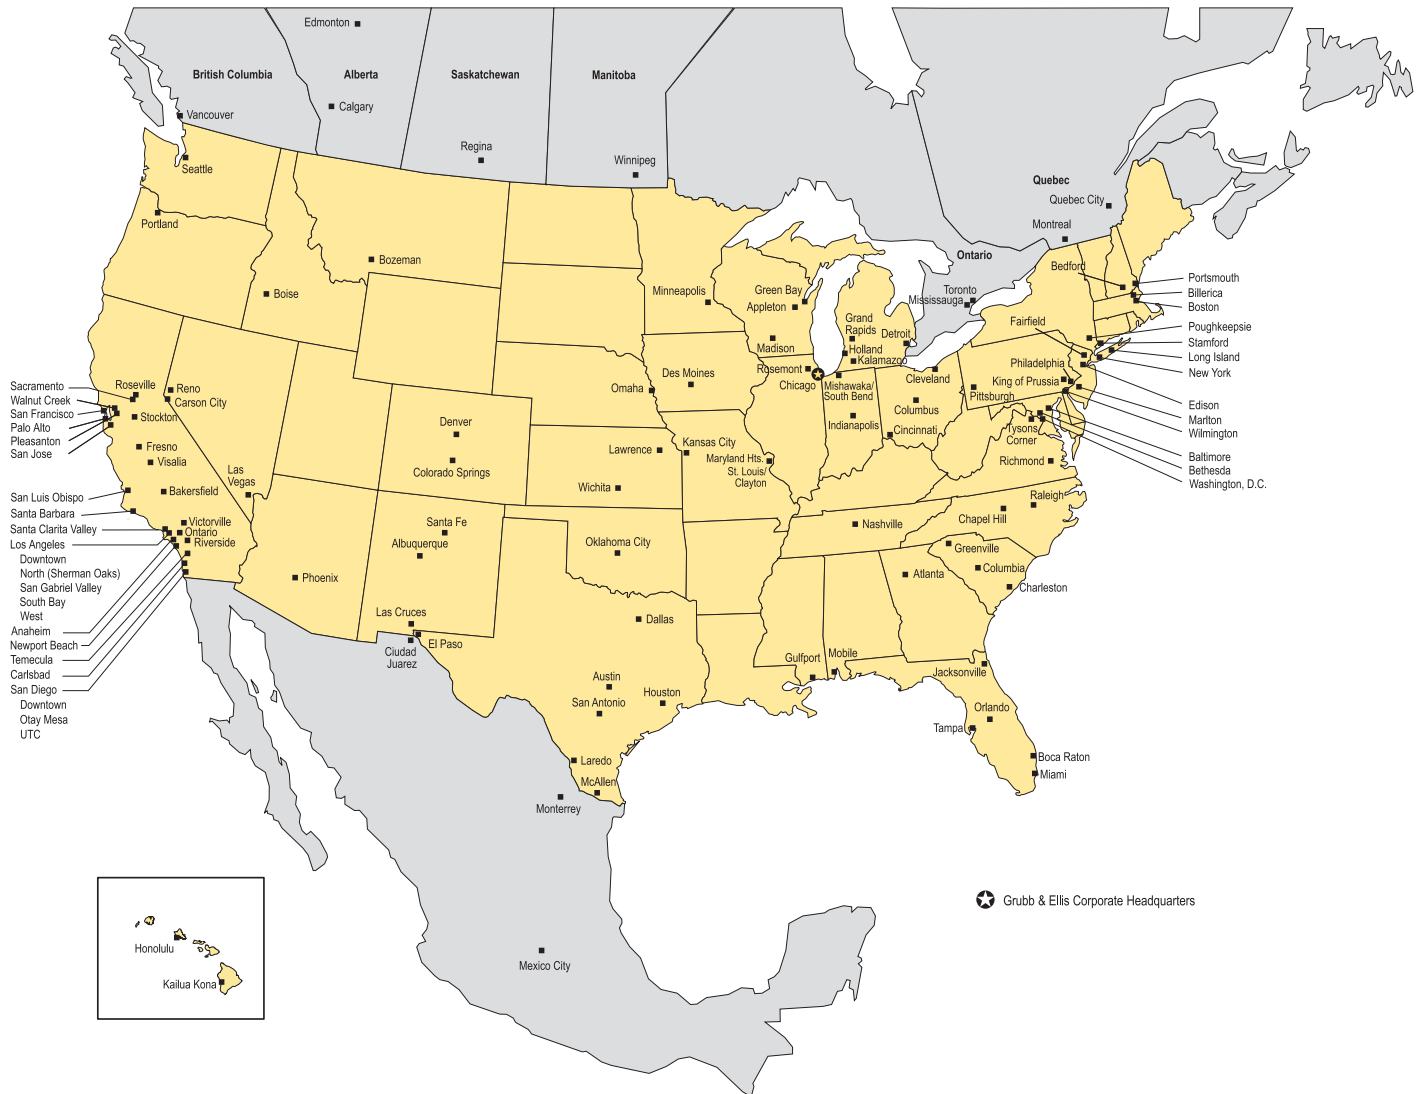 Edmonton
British Columbia
Alberta
Saskatchewan
Manitoba
Calgary
Vancouver
Regina
Winnipeg
Seattle
Quebec
Quebec City
Montreal
Portland
Ontario
Bozeman
Bedford
Boise
Toronto
Mississauga
Minneapolis
Green Bay
Appleton
Grand
Rapids
Detroit
Holland
Kalamazoo
Madison
Fairfield
Portsmouth
Billerica
Boston
Poughkeepsie
Stamford
Long Island
New York
Philadelphia
King of Prussia
Pittsburgh
Edison
Marlton
Wilmington
Baltimore
Bethesda
Washington, D.C.
Rosemont
Chicago
Mishawaka/
South Bend
Cleveland
Columbus
Indianapolis
Cincinnati
Tysons
Corner
Richmond
Des Moines
Omaha
Sacramento
Walnut Creek
San Francisco
Palo Alto
Pleasanton
San Jose
Roseville
Reno
Carson City
Stockton
Fresno
Visalia
Bakersfield
Las
Vegas
Denver
Colorado Springs
Lawrence
Kansas City
Maryland Hts.
St. Louis/
Clayton
Wichita
San Luis Obispo
Santa Barbara
Santa Clarita Valley
Los Angeles
Downtown
North (Sherman Oaks)
San Gabriel Valley
South Bay
West
Anaheim
Newport Beach
Temecula
Carlsbad
San Diego
Downtown
Otay Mesa
UTC
Victorville
Ontario
Riverside
Phoenix
Santa Fe
Albuquerque
Las Cruces
El Paso
Ciudad
Juarez
Oklahoma City
Nashville
Raleigh
Chapel Hill
Greenville
Columbia
Charleston
Atlanta
Dallas
Gulfport
Mobile
Jacksonville
Austin
San Antonio
Houston
Orlando
Tampa
Boca Raton
Miami
Laredo
McAllen
Monterrey
Mexico City
Honolulu
Kailua Kona
Grubb & Ellis Corporate Headquarters